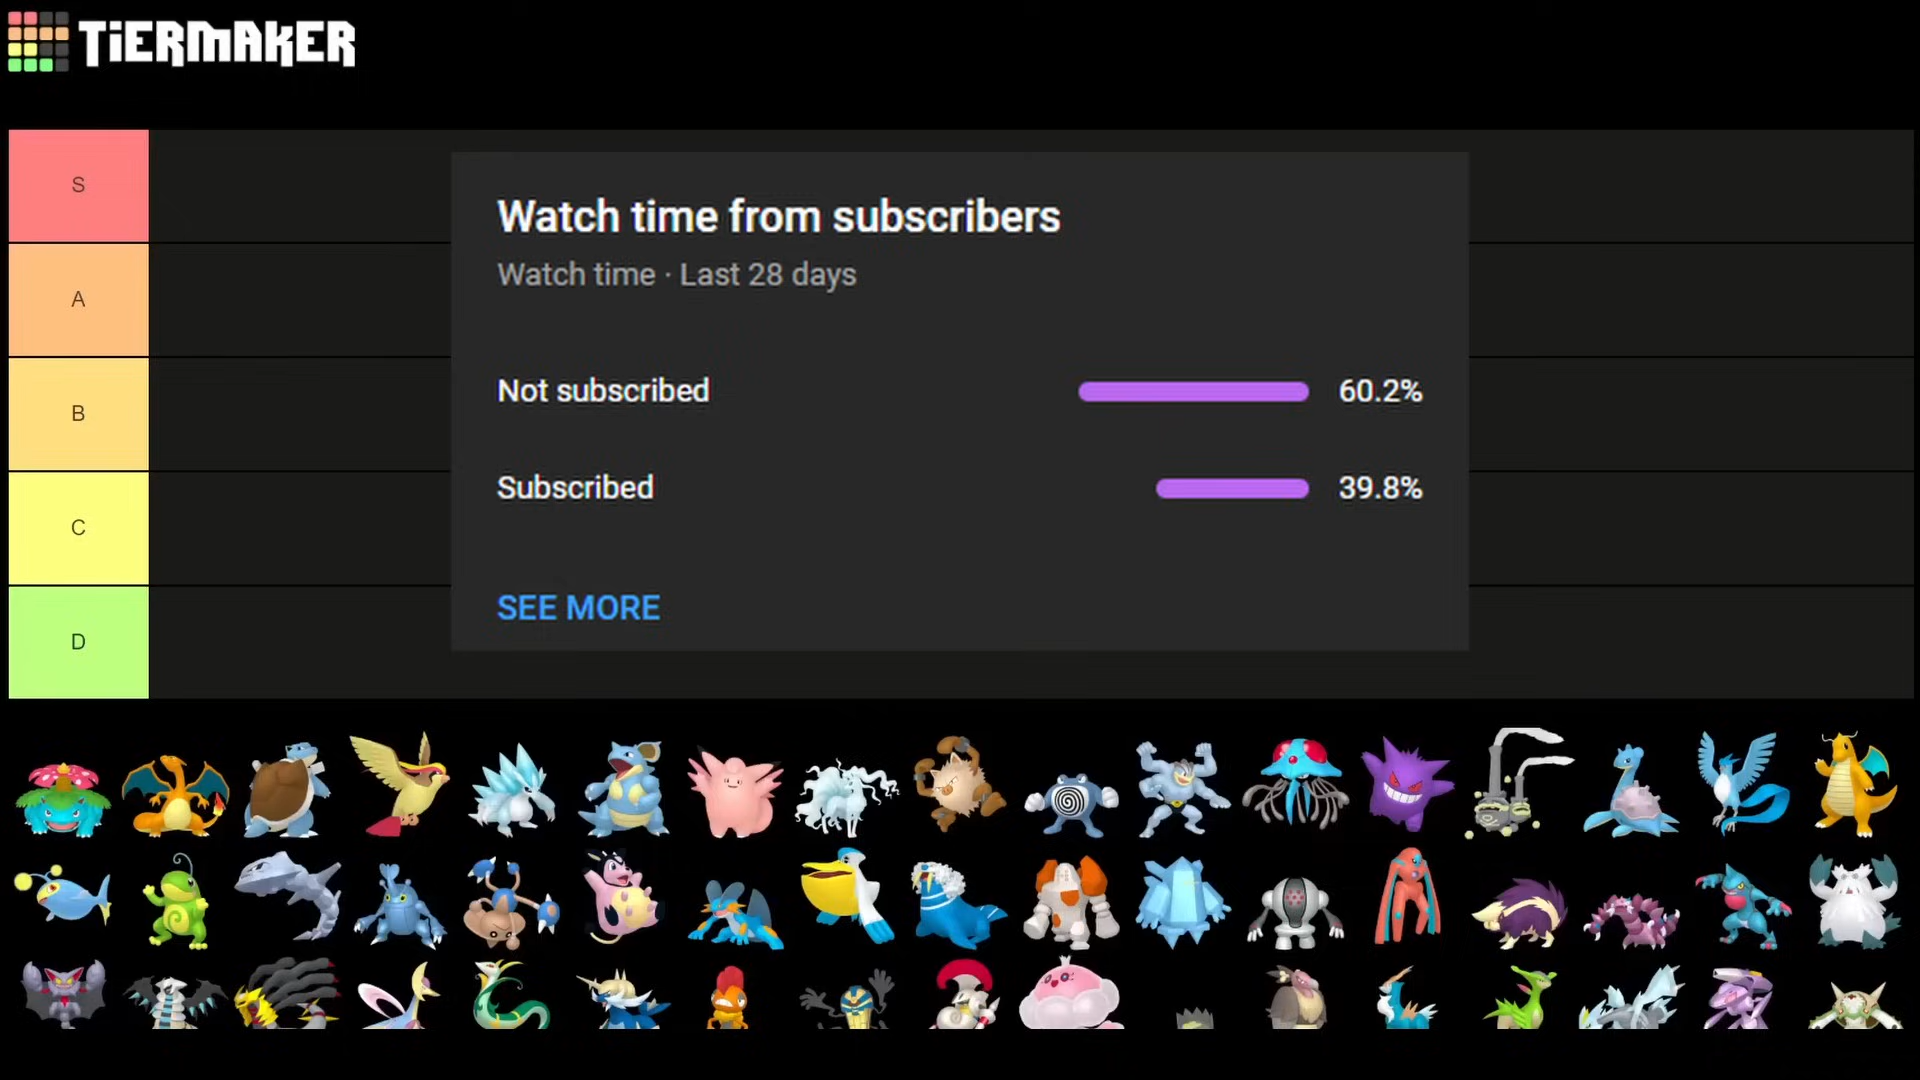 TiERMAKER
S
A
B
C
D
Watch time from subscribers
Watch time · Last 28 days
Not subscribed 60.2%
Subscribed 39.8%
SEE MORE